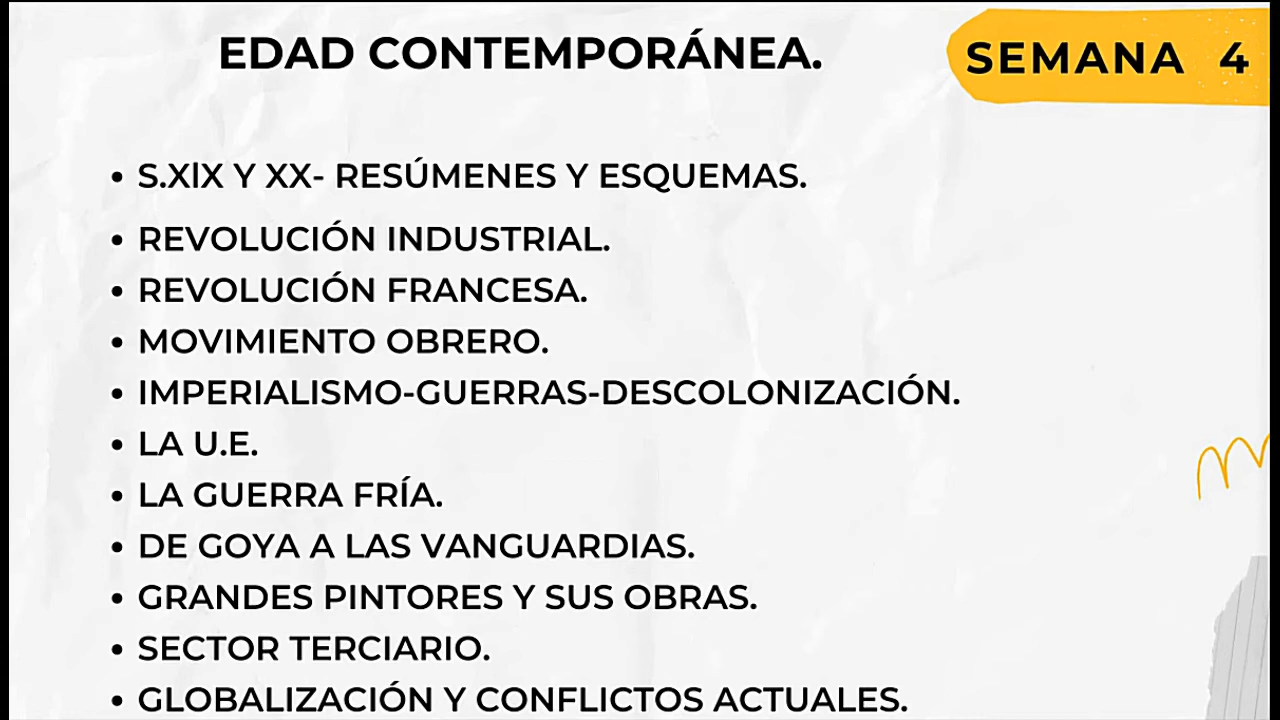 EDAD CONTEMPORÁNEA.
SEMANA 4
• S.XlX Y XX- RESÚMENES Y ESQUEMAS.
• REVOLUCIÓN INDUSTRIAL.
• REVOLUCIÓN FRANCESA.
• MOVIMIENTO OBRERO.
• IMPERIALISMO-GUERRAS-DESCOLONIZACIÓN.
• LA U.E.
• LA GUERRA FRÍA.
• DE GOYA A LAS VANGUARDIAS.
• GRANDES PINTORES Y SUS OBRAS.
• SECTOR TERCIARIO.
• GLOBALIZACIÓN Y CONFLICTOS ACTUALES.